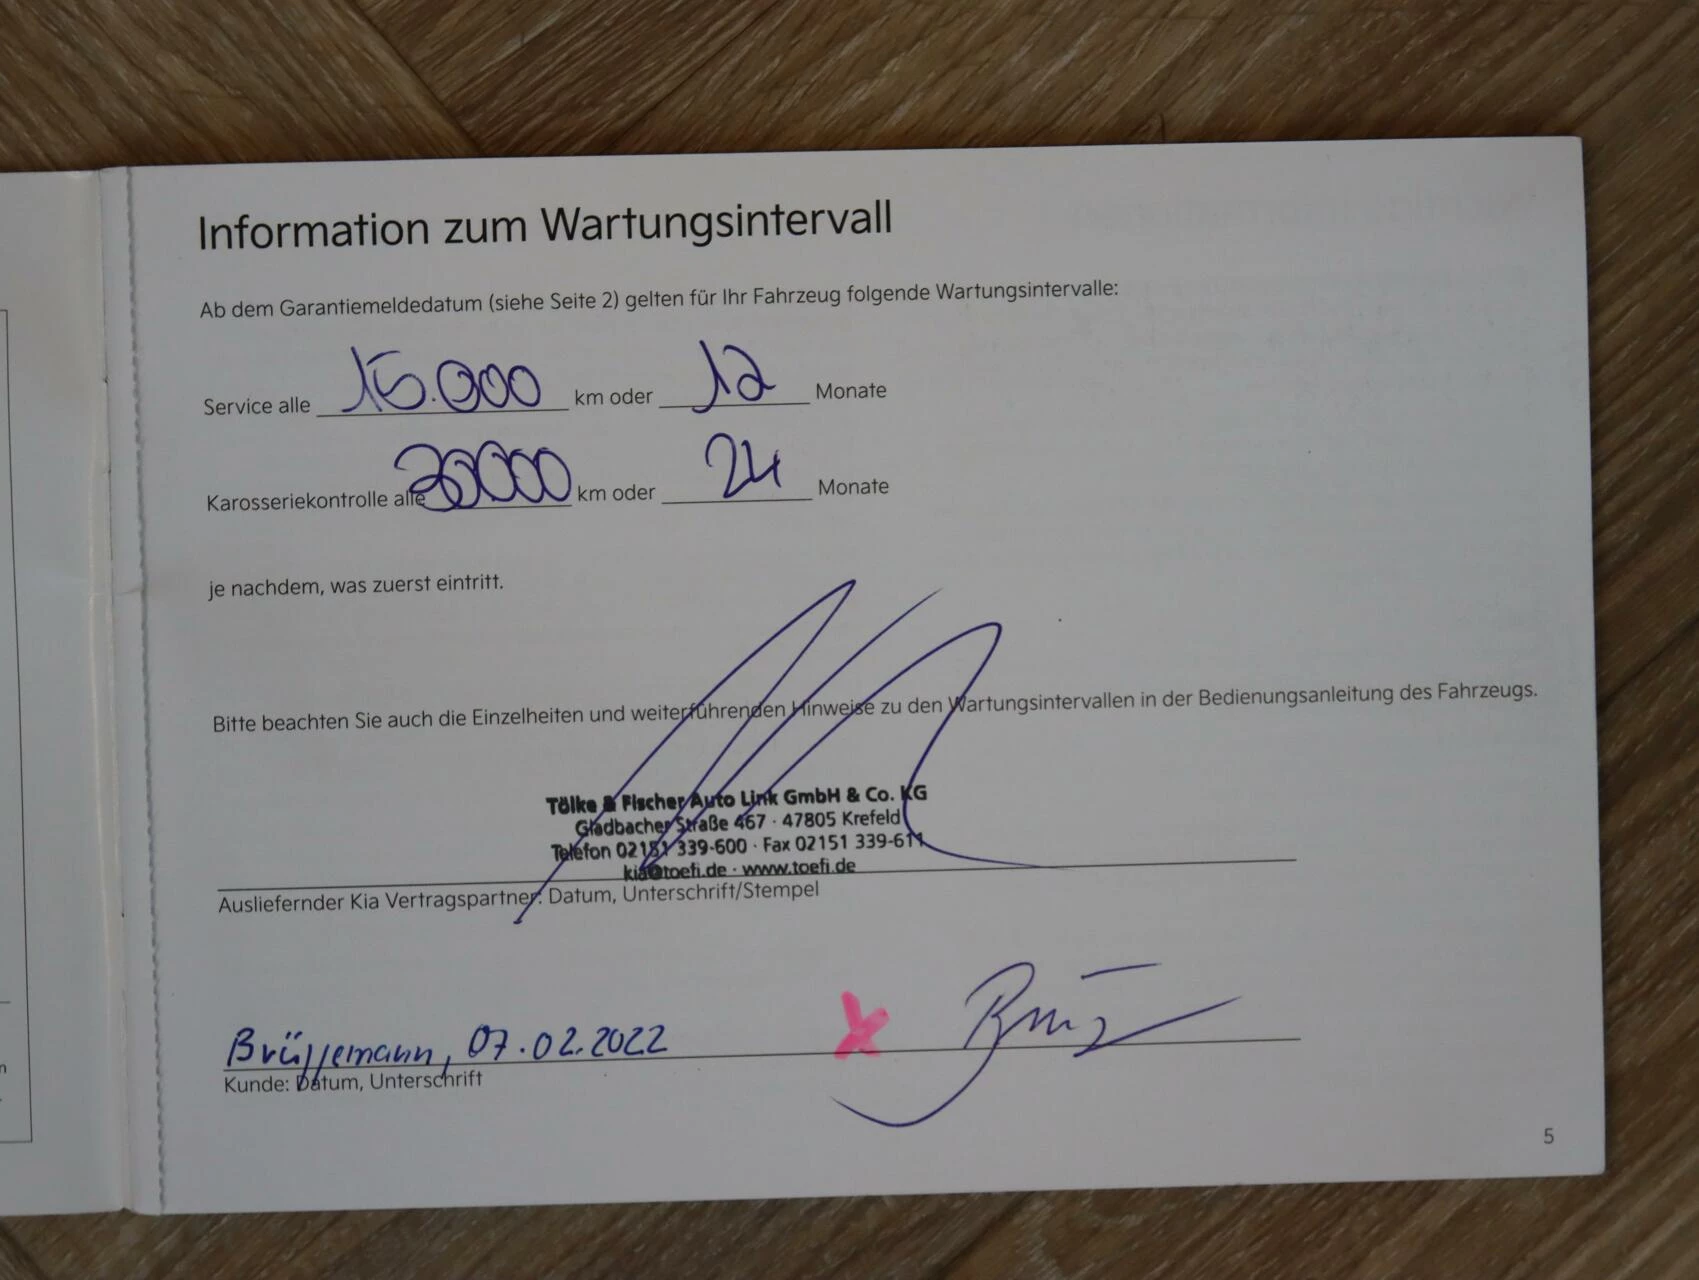 Information zum Wartungsintervall
Ab dem Garantiemeldedatum (siehe Seite 2) gelten für Ihr Fahrzeug folgende Wartungsintervalle:
Service alle 15.000 km oder 12 Monate
Karosseriekontrolle alle 30000 km oder 24 Monate
je nachdem, was zuerst eintritt.
Bitte beachten Sie auch die Einzelheiten und weiterführenden Hinweise zu den Wartungsintervallen in der Bedienungsanleitung des Fahrzeugs.
Tölke & Fischer Auto Link GmbH & Co. KG
Gladbacher Straße 467 · 47805 Krefeld
Telefon 02151 339-600 · Fax 02151 339-611
kia@toefi.de · www.toefi.de
Ausliefernder Kia Vertragspartner: Datum, Unterschrift/Stempel
Brüggemann, 07.02.2022
Kunde: Datum, Unterschrift
5